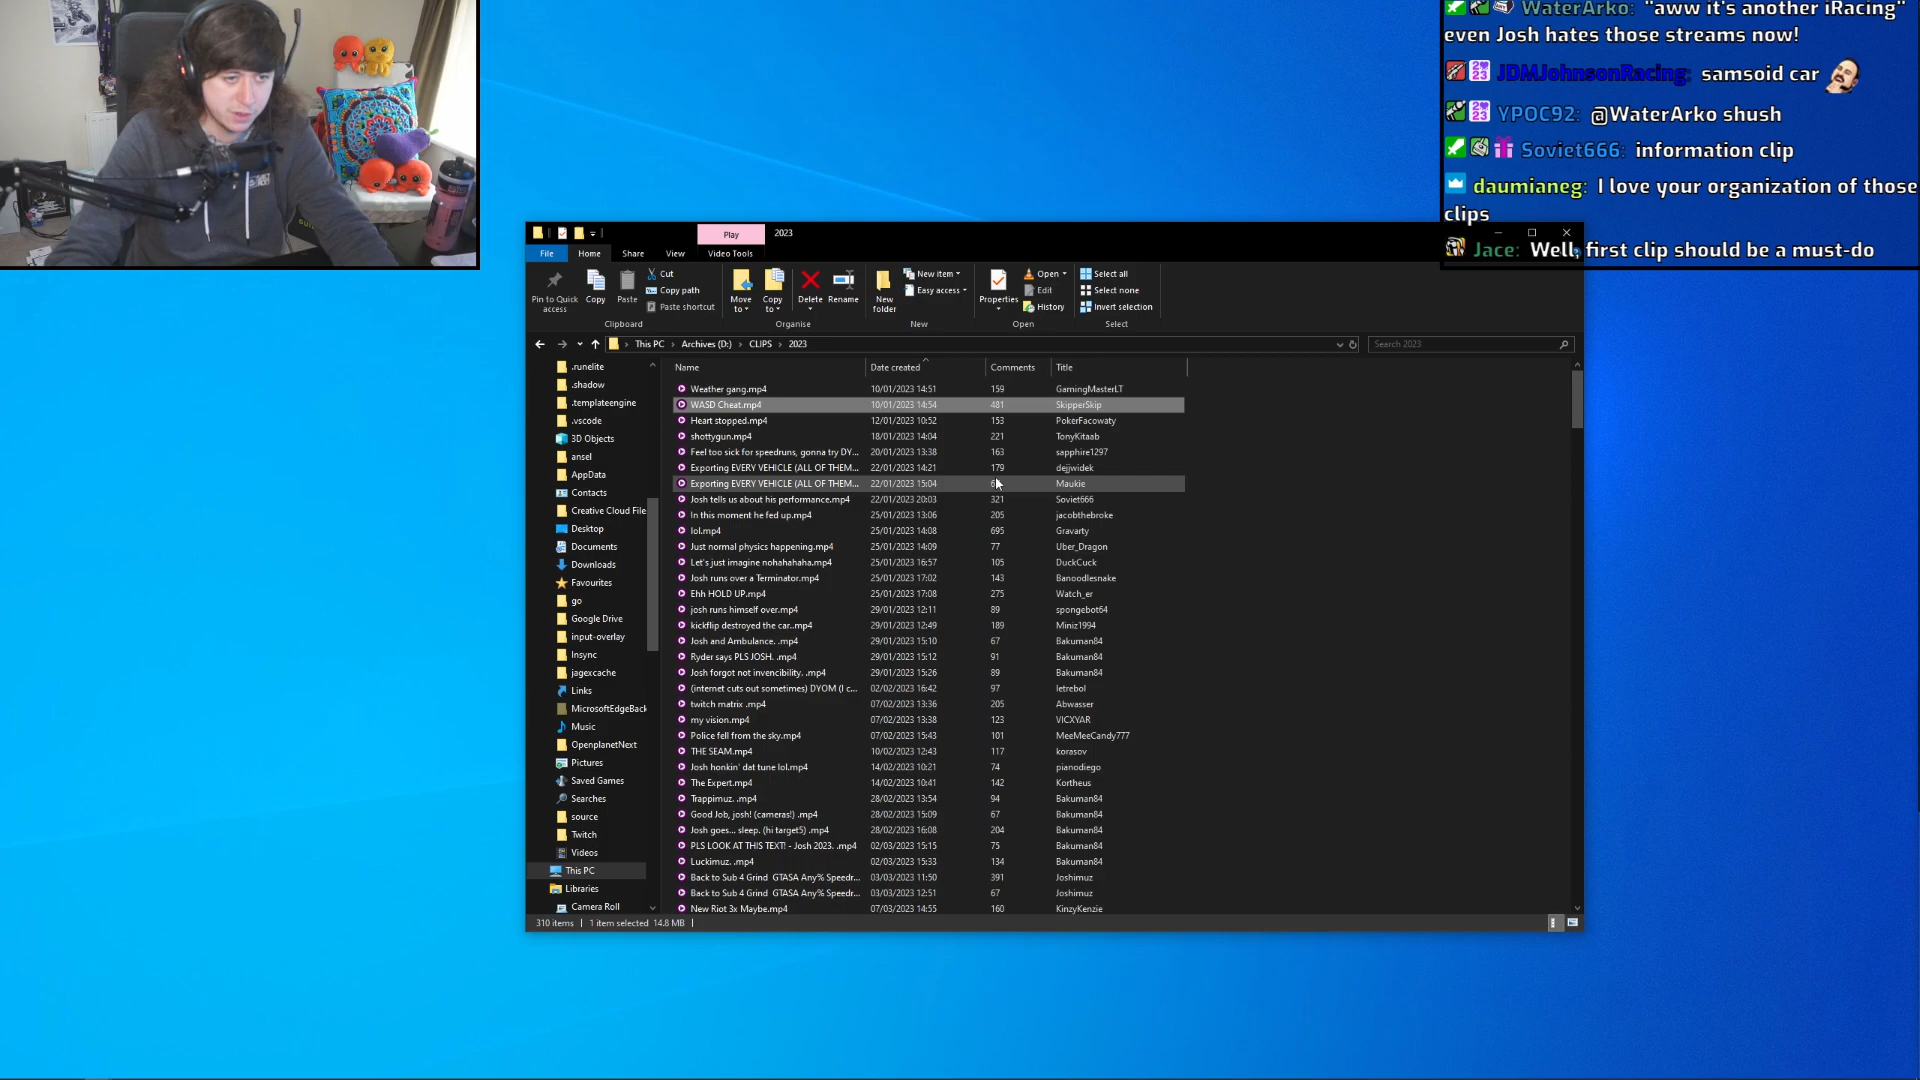 WaterArko: "aww it's another iRacing"
even Josh hates those streams now!
JDMJohnsonRacing: samsoid car
YPOC92: @WaterArko shush
Soviet666: information clip
daumianeg: I love your organization of those
clips
Jace: Well, first clip should be a must-do
Play 2023
File Home Share View Video Tools
Pin to Quick access
Copy
Paste
Cut
Copy path
Paste shortcut
Move to
Copy to
Delete
Rename
New folder
New item
Easy access
Properties
Open
Edit
History
Select all
Select none
Invert selection
Clipboard Organise New Open Select
This PC > Archives (D:) > CLIPS > 2023
Search 2023
.runelite
.shadow
.templateengine
.vscode
3D Objects
ansel
AppData
Contacts
Creative Cloud File
Desktop
Documents
Downloads
Favourites
go
Google Drive
input-overlay
Insync
jagexcache
Links
MicrosoftEdgeBack
Music
OpenplanetNext
Pictures
Saved Games
Searches
source
Twitch
Videos
This PC
Libraries
Camera Roll
Name Date created Comments Title
Weather gang.mp4 10/01/2023 14:51 159 GamingMasterLT
WASD Cheat.mp4 10/01/2023 14:54 481 SkipperSkip
Heart stopped.mp4 12/01/2023 10:52 153 PokerFacowaty
shottygun.mp4 18/01/2023 14:04 221 TonyKitaab
Feel too sick for speedruns, gonna try DY... 20/01/2023 13:38 163 sapphire1297
Exporting EVERY VEHICLE (ALL OF THEM... 22/01/2023 14:21 179 dejjwidek
Exporting EVERY VEHICLE (ALL OF THEM... 22/01/2023 15:04 Maukie
Josh tells us about his performance.mp4 22/01/2023 20:03 321 Soviet666
In this moment he fed up.mp4 25/01/2023 13:06 205 jacobthebroke
lol.mp4 25/01/2023 14:08 695 Gravarty
Just normal physics happening.mp4 25/01/2023 14:09 77 Uber_Dragon
Let's just imagine nohahahaha.mp4 25/01/2023 16:57 105 DuckCuck
Josh runs over a Terminator.mp4 25/01/2023 17:02 143 Banoodlesnake
Ehh HOLD UP.mp4 25/01/2023 17:08 275 Watch_er
josh runs himself over.mp4 29/01/2023 12:11 89 spongebot64
kickflip destroyed the car..mp4 29/01/2023 12:49 189 Miniz1994
Josh and Ambulance. .mp4 29/01/2023 15:10 67 Bakuman84
Ryder says PLS JOSH. .mp4 29/01/2023 15:12 91 Bakuman84
Josh forgot not invencibility. .mp4 29/01/2023 15:26 89 Bakuman84
(internet cuts out sometimes) DYOM (I c... 02/02/2023 16:42 97 letrebol
twitch matrix .mp4 07/02/2023 13:36 205 Abwasser
my vision.mp4 07/02/2023 13:38 123 VICXYAR
Police fell from the sky.mp4 07/02/2023 15:43 101 MeeMeeCandy777
THE SEAM.mp4 10/02/2023 12:43 117 korasov
Josh honkin' dat tune lol.mp4 14/02/2023 10:21 74 pianodiego
The Expert.mp4 14/02/2023 10:41 142 Kortheus
Trappimuz. .mp4 28/02/2023 13:54 94 Bakuman84
Good Job, josh! (cameras!) .mp4 28/02/2023 15:09 67 Bakuman84
Josh goes... sleep. (hi target5) .mp4 28/02/2023 16:08 204 Bakuman84
PLS LOOK AT THIS TEXT! - Josh 2023. .mp4 02/03/2023 15:15 75 Bakuman84
Luckimuz. .mp4 02/03/2023 15:33 134 Bakuman84
Back to Sub 4 Grind GTASA Any% Speedr... 03/03/2023 11:50 391 Joshimuz
Back to Sub 4 Grind GTASA Any% Speedr... 03/03/2023 12:51 67 Joshimuz
New Riot 3x Maybe.mp4 07/03/2023 14:55 160 KinzyKenzie
310 items 1 item selected 14.8 MB